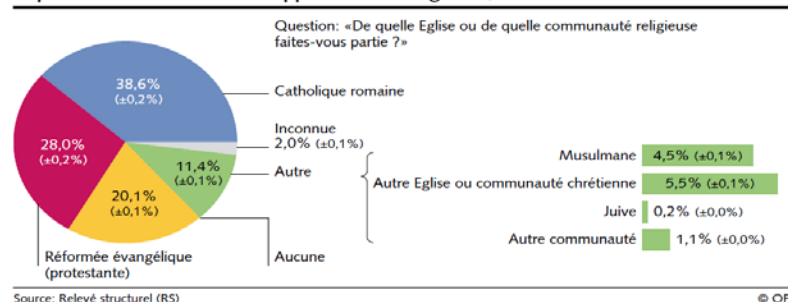 Question: «De quelle Eglise ou de quelle communauté religieuse
faites-vous partie ?»
38,6%
(±0,2%)
Catholique romaine
Inconnue
2,0% (±0,1%)
28,0%
(±0,2%)
11,4%
(±0,1%)
Autre
20,1%
(±0,1%)
Musulmane 4,5% (±0,1%)
Autre Eglise ou communauté chrétienne 5,5% (±0,1%)
Juive 0,2% (±0,0%)
Autre communauté 1,1% (±0,0%)
Réformée évangélique
(protestante)
Aucune
Source: Relevé structurel (RS)